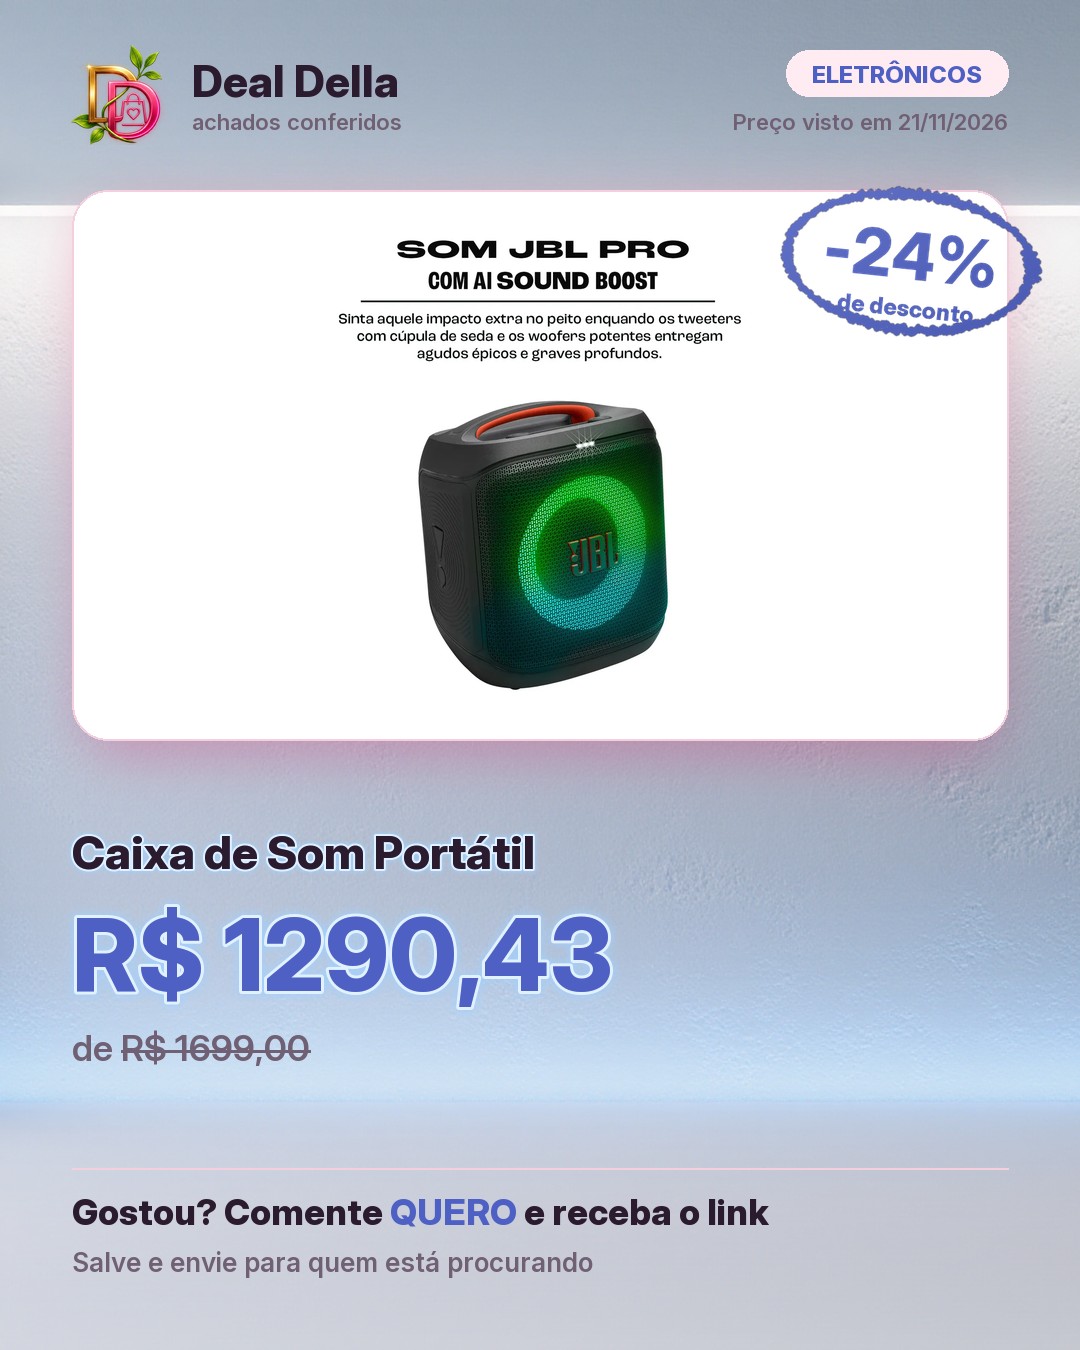 Deal Della
achados conferidos
ELETRÔNICOS
Preço visto em 21/11/2026
-24%
de desconto
SOM JBL PRO
COM AI SOUND BOOST
Sinta aquele impacto extra no peito enquando os tweeters
com cúpula de seda e os woofers potentes entregam
agudos épicos e graves profundos.
JBL
Caixa de Som Portátil
R$ 1290,43
de R$ 1699,00
Gostou? Comente QUERO e receba o link
Salve e envie para quem está procurando